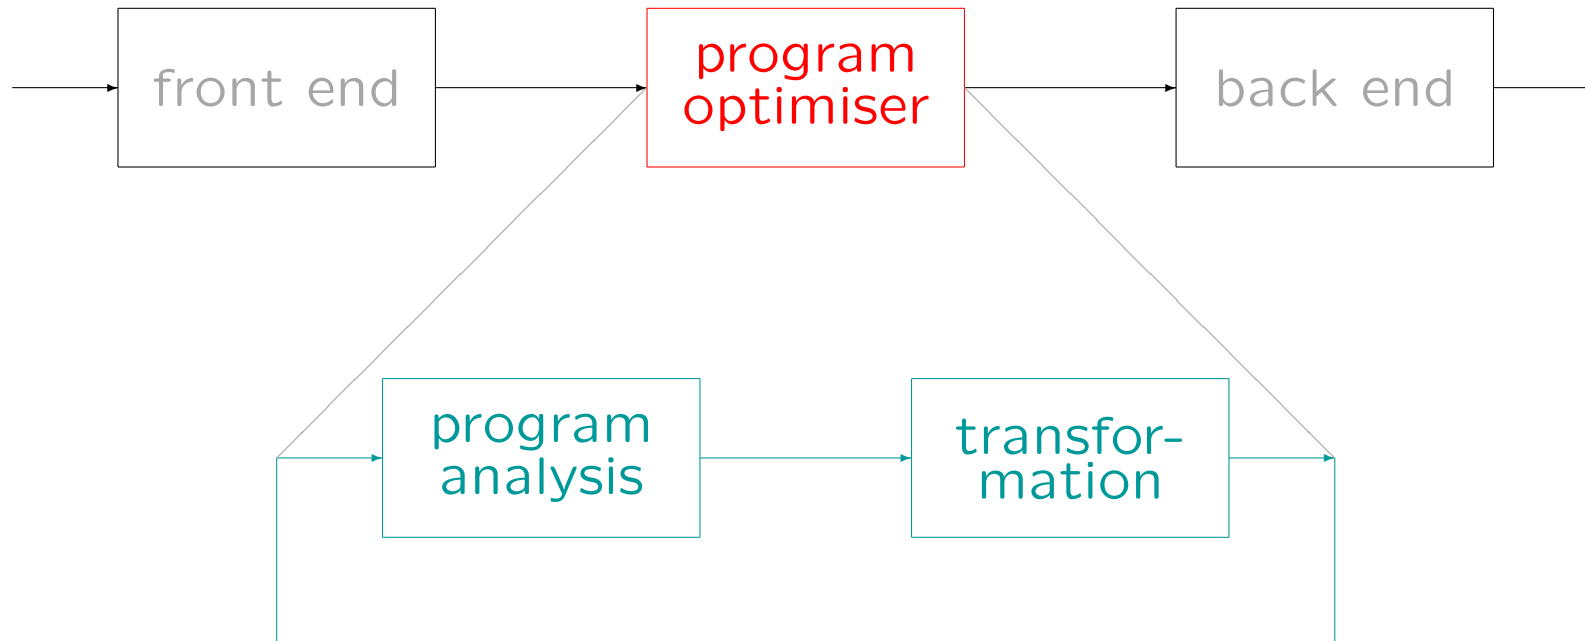 front end
program
optimiser
back end
program
analysis
transfor-
mation